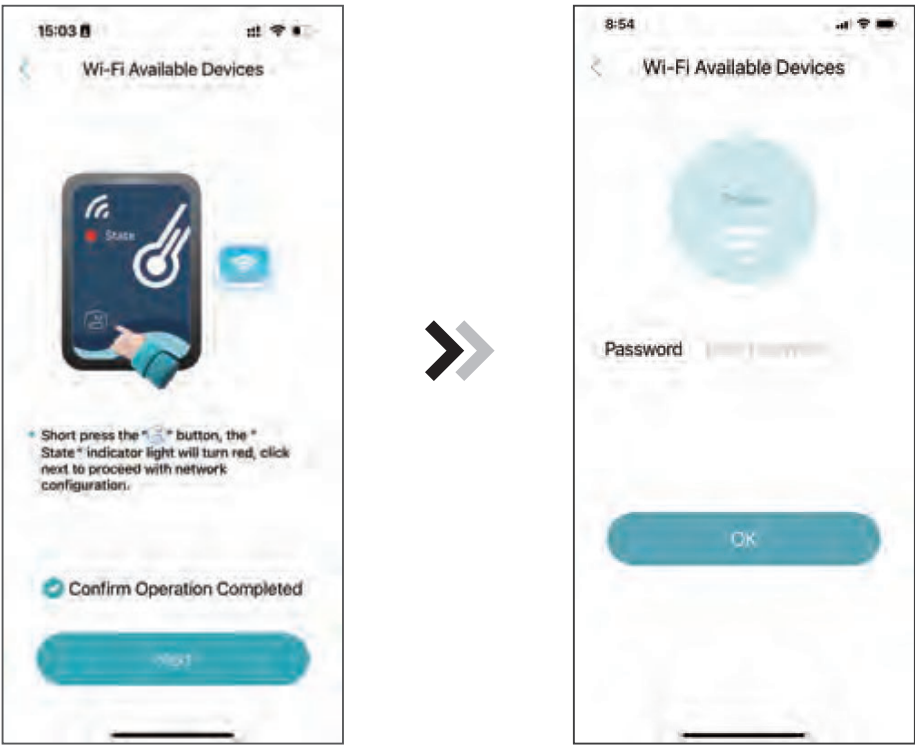 15:03
Wi-Fi Available Devices
State
Short press the " " button, the "
State" indicator light will turn red, click
next to proceed with network
configuration.
Confirm Operation Completed
Next
8:54
Wi-Fi Available Devices
Password
OK